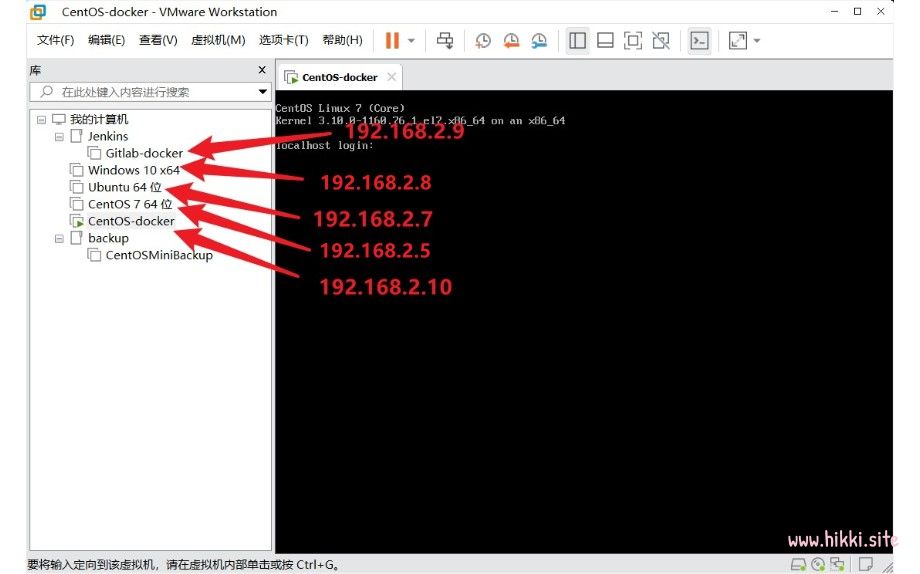 CentOS-docker - VMware Workstation
文件(F) 编辑(E) 查看(V) 虚拟机(M) 选项卡(T) 帮助(H)
库
在此处键入内容进行搜索
我的计算机
Jenkins
Gitlab-docker
Windows 10 x64
Ubuntu 64 位
CentOS 7 64 位
CentOS-docker
backup
CentOSMiniBackup
CentOS-docker
CentOS Linux 7 (Core)
Kernel 3.10.0-1160.76.1.el7.x86_64 on an x86_64
localhost login:
192.168.2.9
192.168.2.8
192.168.2.7
192.168.2.5
192.168.2.10
www.hikki.site
要将输入定向到该虚拟机，请在虚拟机内部单击或按 Ctrl+G。